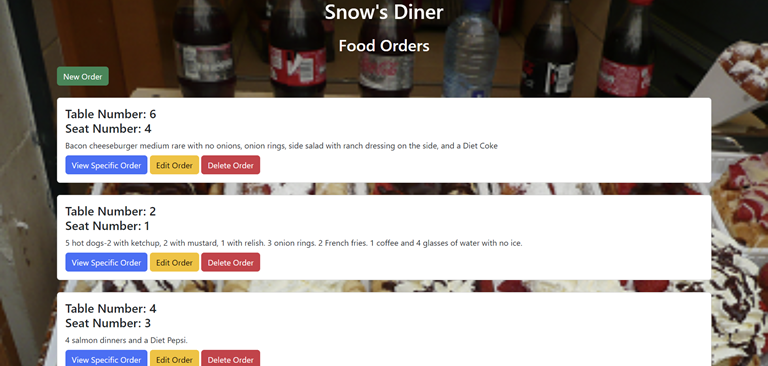 Snow's Diner
Food Orders
New Order
Table Number: 6
Seat Number: 4
Bacon cheeseburger medium rare with no onions, onion rings, side salad with ranch dressing on the side, and a Diet Coke
View Specific Order Edit Order Delete Order
Table Number: 2
Seat Number: 1
5 hot dogs-2 with ketchup, 2 with mustard, 1 with relish. 3 onion rings. 2 French fries. 1 coffee and 4 glasses of water with no ice.
View Specific Order Edit Order Delete Order
Table Number: 4
Seat Number: 3
4 salmon dinners and a Diet Pepsi.
View Specific Order Edit Order Delete Order